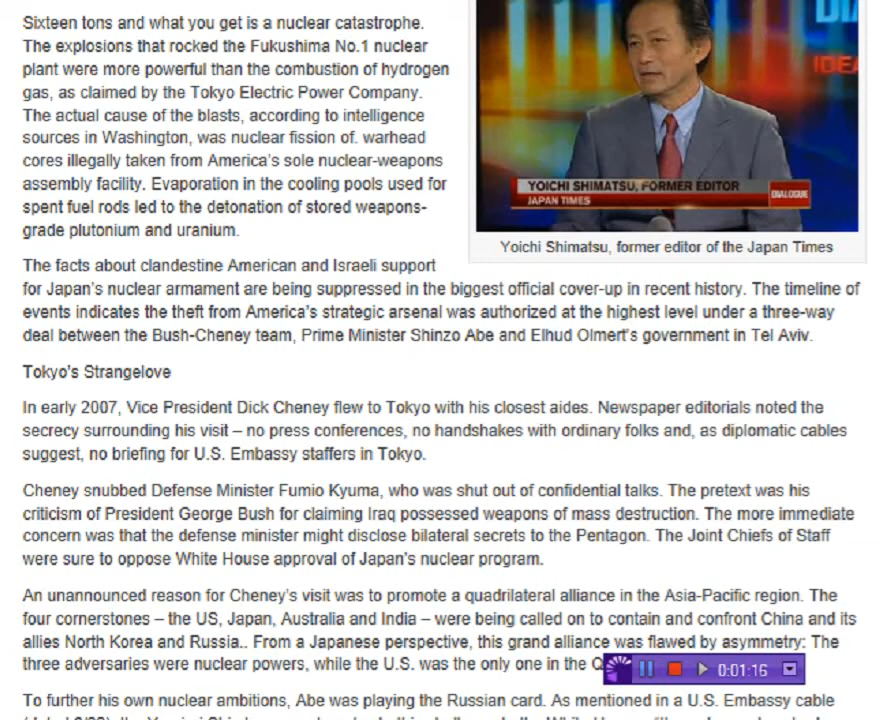 Sixteen tons and what you get is a nuclear catastrophe.
The explosions that rocked the Fukushima No.1 nuclear
plant were more powerful than the combustion of hydrogen
gas, as claimed by the Tokyo Electric Power Company.
The actual cause of the blasts, according to intelligence
sources in Washington, was nuclear fission of. warhead
cores illegally taken from America's sole nuclear-weapons
assembly facility. Evaporation in the cooling pools used for
spent fuel rods led to the detonation of stored weapons-
grade plutonium and uranium.
YOICHI SHIMATSU, FORMER EDITOR
JAPAN TIMES
DIALOGUE
Yoichi Shimatsu, former editor of the Japan Times
The facts about clandestine American and Israeli support
for Japan's nuclear armament are being suppressed in the biggest official cover-up in recent history. The timeline of
events indicates the theft from America's strategic arsenal was authorized at the highest level under a three-way
deal between the Bush-Cheney team, Prime Minister Shinzo Abe and Elhud Olmert's government in Tel Aviv.
Tokyo's Strangelove
In early 2007, Vice President Dick Cheney flew to Tokyo with his closest aides. Newspaper editorials noted the
secrecy surrounding his visit – no press conferences, no handshakes with ordinary folks and, as diplomatic cables
suggest, no briefing for U.S. Embassy staffers in Tokyo.
Cheney snubbed Defense Minister Fumio Kyuma, who was shut out of confidential talks. The pretext was his
criticism of President George Bush for claiming Iraq possessed weapons of mass destruction. The more immediate
concern was that the defense minister might disclose bilateral secrets to the Pentagon. The Joint Chiefs of Staff
were sure to oppose White House approval of Japan's nuclear program.
An unannounced reason for Cheney's visit was to promote a quadrilateral alliance in the Asia-Pacific region. The
four cornerstones – the US, Japan, Australia and India – were being called on to contain and confront China and its
allies North Korea and Russia.. From a Japanese perspective, this grand alliance was flawed by asymmetry: The
three adversaries were nuclear powers, while the U.S. was the only one in the Q
0:01:16
To further his own nuclear ambitions, Abe was playing the Russian card. As mentioned in a U.S. Embassy cable